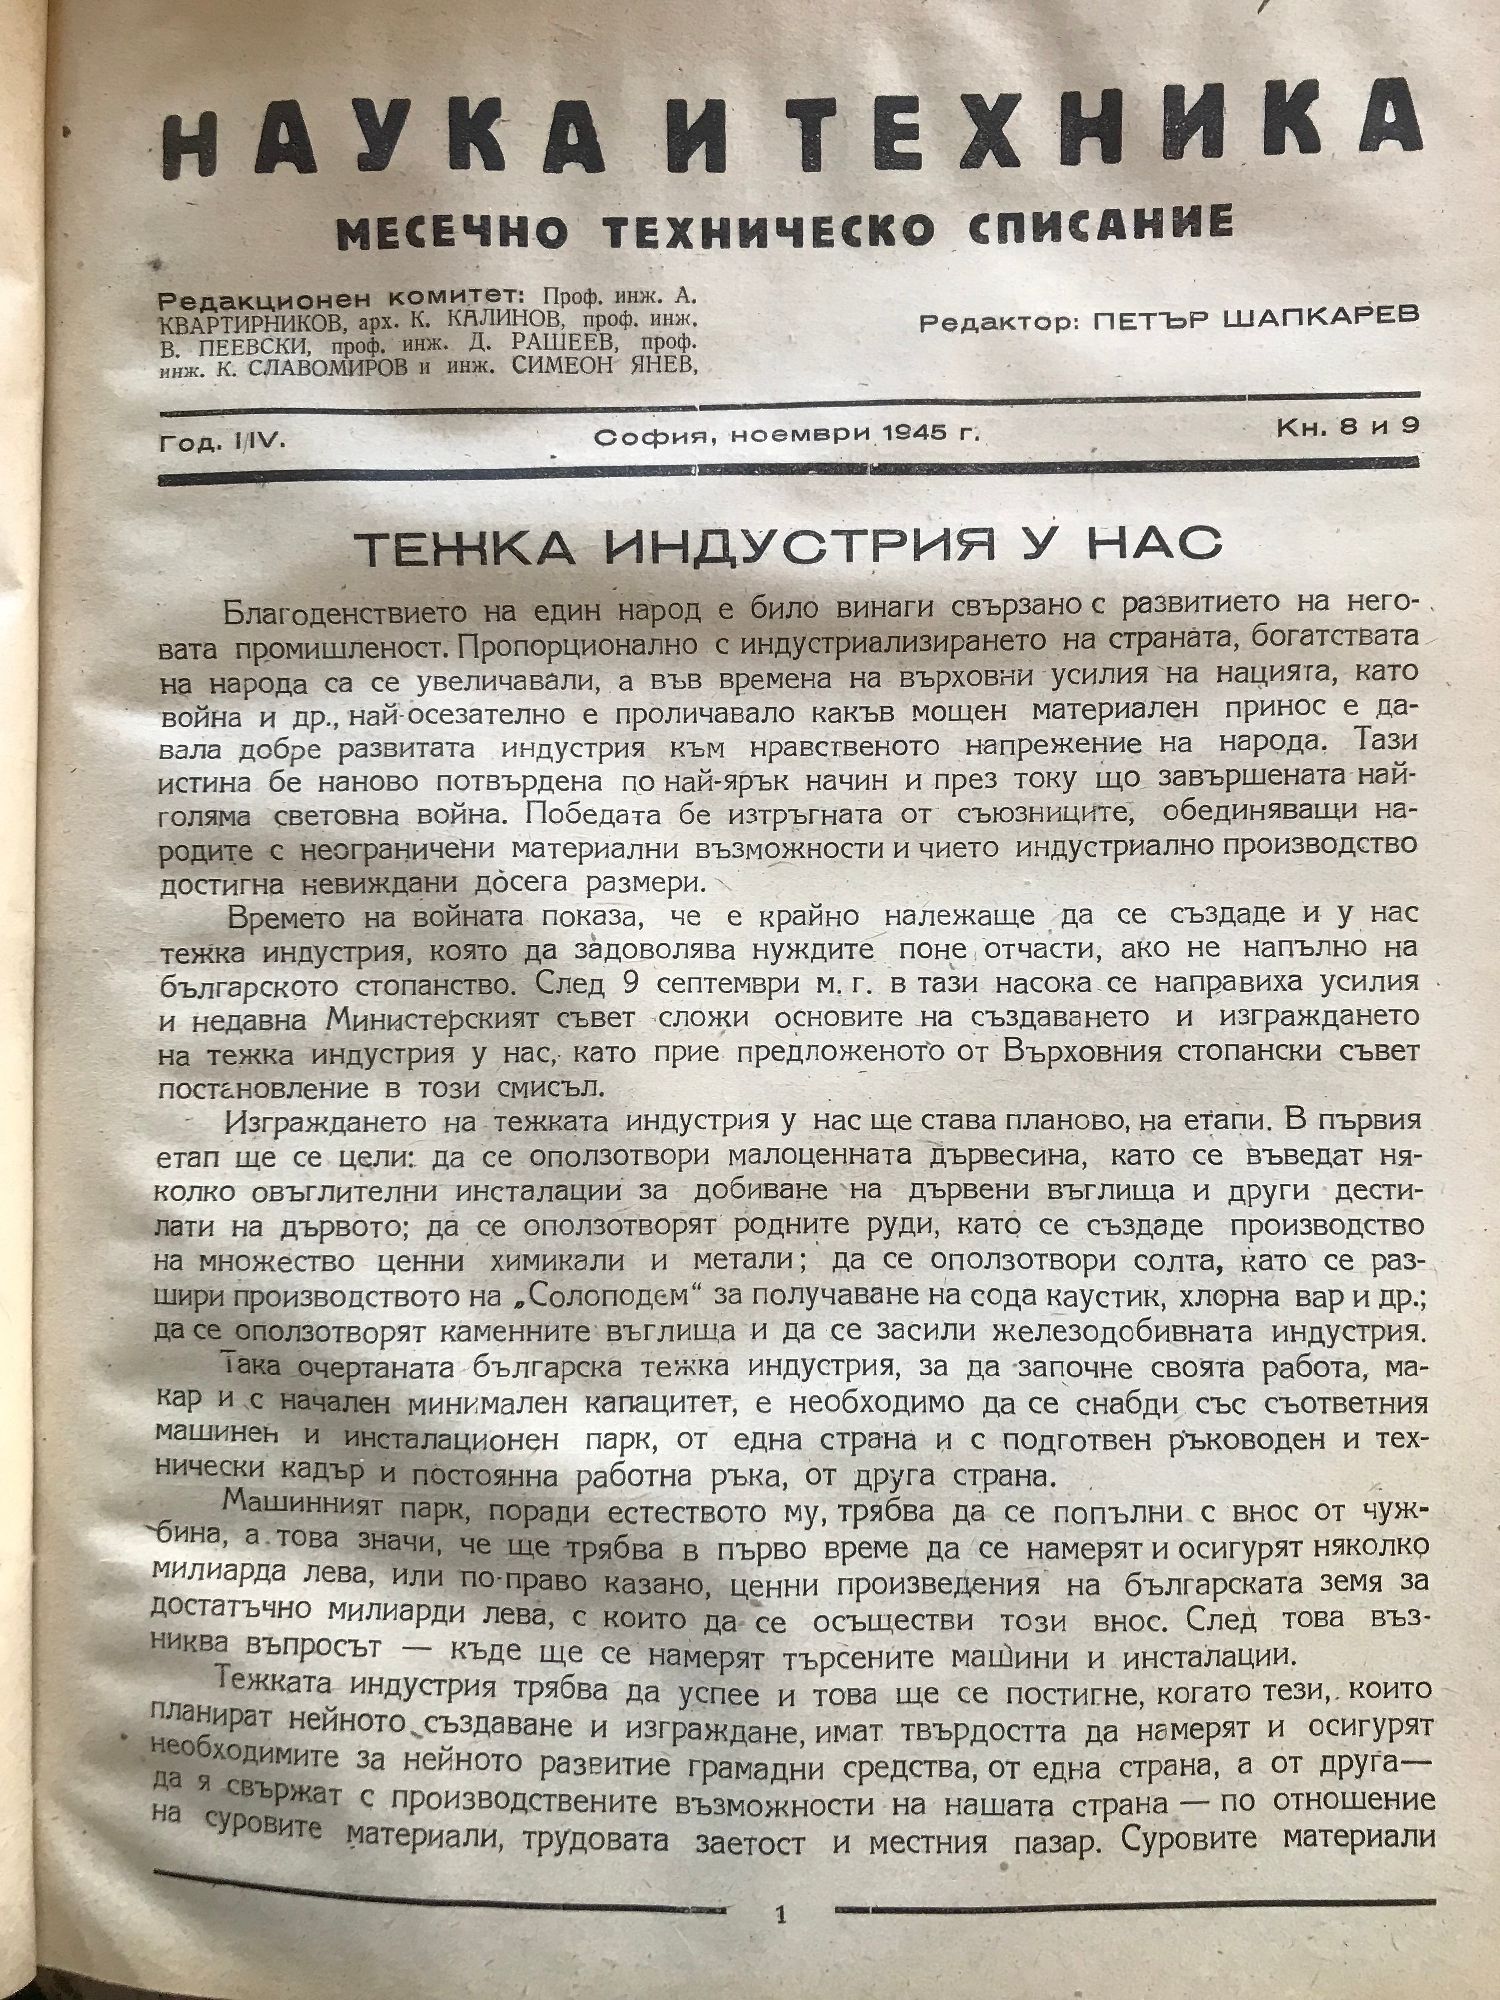 НАУКА И ТЕХНИКА
МЕСЕЧНО ТЕХНИЧЕСКО СПИСАНИЕ
Редакционен комитет: Проф. инж. А.
КВАРТИРНИКОВ, арх. К. КАЛИНОВ, проф. инж.
В. ПЕЕВСКИ, проф. инж. Д. РАШЕЕВ, проф.
инж. К. СЛАВОМИРОВ и инж. СИМЕОН ЯНЕВ,
Редактор: ПЕТЪР ШАПКАРЕВ
Год. I/IV.
София, ноември 1945 г.
Кн. 8 и 9
ТЕЖКА ИНДУСТРИЯ У НАС
Благоденствието на един народ е било винаги свързано с развитието на него-
вата промишленост. Пропорционално с индустриализирането на страната, богатствата
на народа са се увеличавали, а във времена на върховни усилия на нацията, като
война и др., най-осезателно е проличавало какъв мощен материален принос е да-
вала добре развитата индустрия към нравственото напрежение на народа. Тази
истина бе наново потвърдена по най-ярък начин и през току що завършената най-
голяма световна война. Победата бе изтръгната от съюзниците, обединяващи на-
родите с неограничени материални възможности и чието индустриално производство
достигна невиждани досега размери.
Времето на войната показа, че е крайно належаще да се създаде и у нас
тежка индустрия, която да задоволява нуждите поне отчасти, ако не напълно на
българското стопанство. След 9 септември м. г. в тази насока се направиха усилия
и недавна Министерският съвет сложи основите на създаването и изграждането
на тежка индустрия у нас, като прие предложеното от Върховния стопански съвет
постановление в този смисъл.
Изграждането на тежката индустрия у нас ще става планово, на етапи. В първия
етап ще се цели: да се оползотвори малоценната дървесина, като се въведат ня-
колко овъглителни инсталации за добиване на дървени въглища и други дести-
лати на дървото; да се оползотворят родните руди, като се създаде производство
на множество ценни химикали и метали; да се оползотвори солта, като се раз-
шири производството на „Солоподем“ за получаване на сода каустик, хлорна вар и др.;
да се оползотворят каменните въглища и да се засили железодобивната индустрия.
Така очертаната българска тежка индустрия, за да започне своята работа, ма-
кар и с начален минимален капацитет, е необходимо да се снабди със съответния
машинен и инсталационен парк, от една страна и с подготвен ръководен и тех-
нически кадър и постоянна работна ръка, от друга страна.
Машинният парк, поради естеството му, трябва да се попълни с внос от чуж-
бина, а това значи, че ще трябва в първо време да се намерят и осигурят няколко
милиарда лева, или по-право казано, ценни произведения на българската земя за
достатъчно милиарди лева, с които да се осъществи този внос. След това въз-
никва въпросът — къде ще се намерят търсените машини и инсталации.
Тежката индустрия трябва да успее и това ще се постигне, когато тези, които
планират нейното създаване и изграждане, имат твърдостта да намерят и осигурят
необходимите за нейното развитие грамадни средства, от една страна, а от друга—
да я свържат с производствените възможности на нашата страна — по отношение
на суровите материали, трудовата заетост и местния пазар. Суровите материали
1